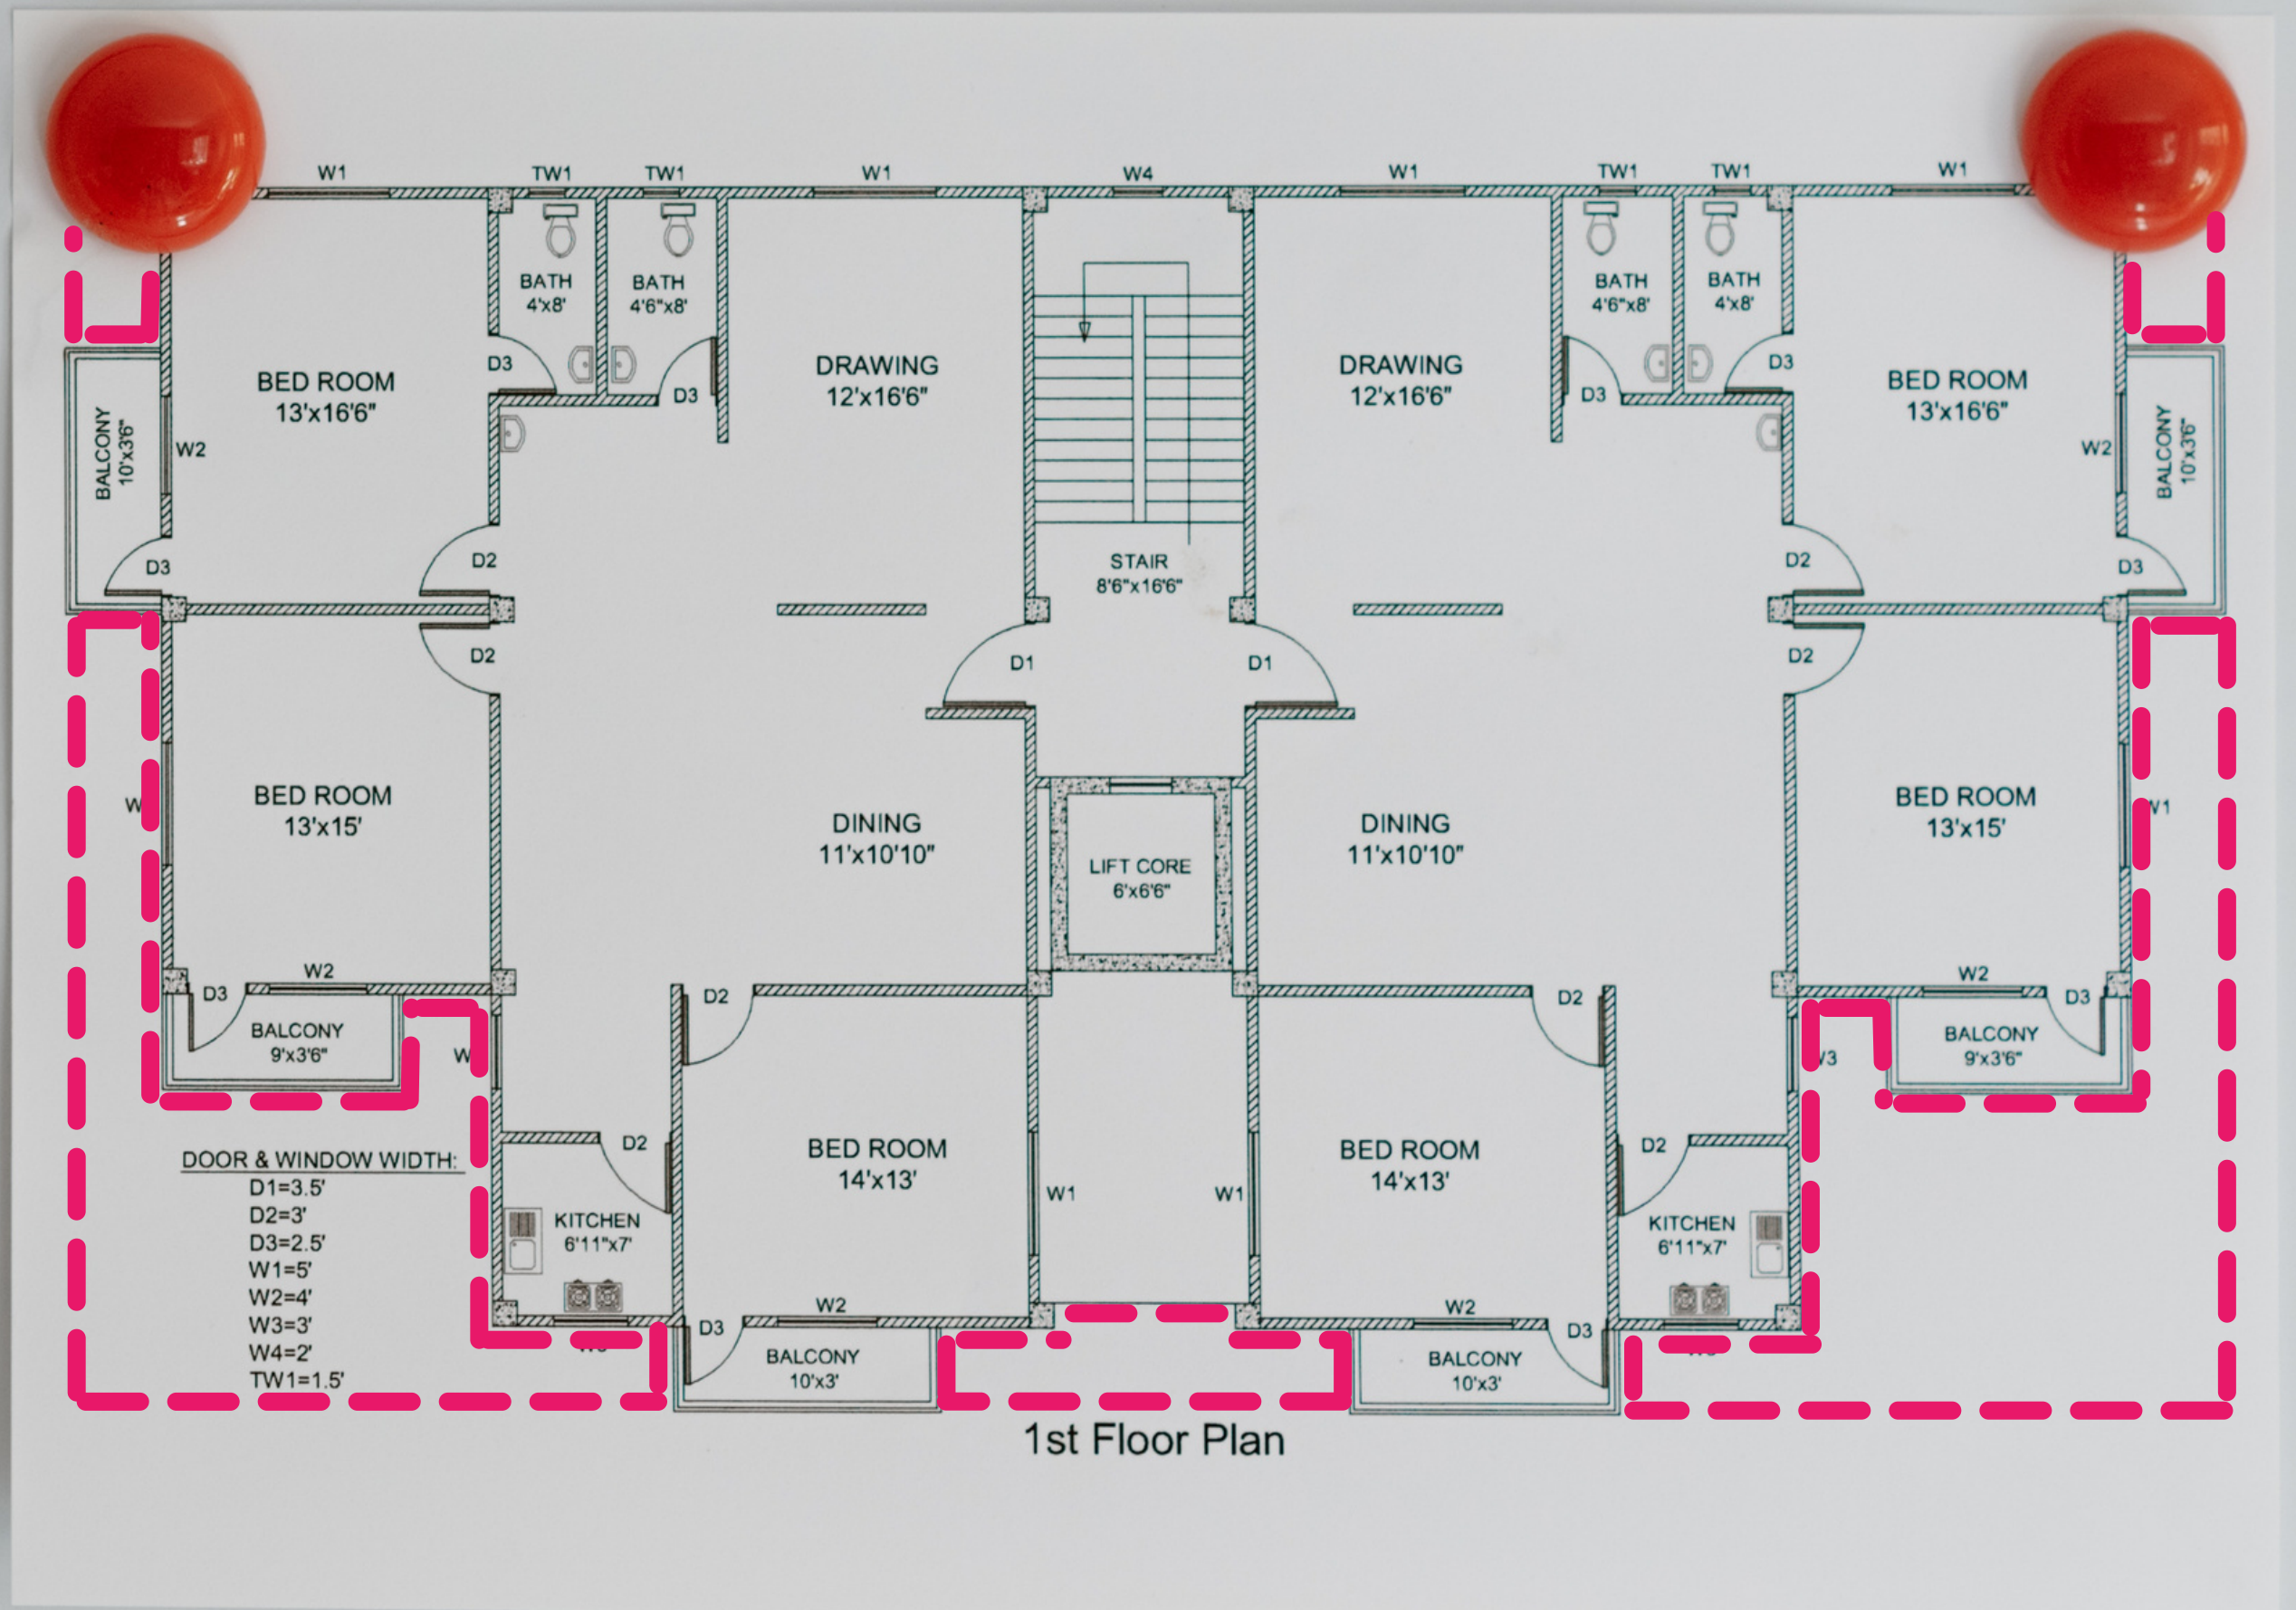 W1 TW1 TW1 W1 W4 W1 TW1 TW1 W1
BATH
4'x8'
BATH
4'6"x8'
BATH
4'6"x8'
BATH
4'x8'
D3
D3
D3
D3
BED ROOM
13'x16'6"
DRAWING
12'x16'6"
DRAWING
12'x16'6"
BED ROOM
13'x16'6"
BALCONY
10'x3'6"
W2
W2
BALCONY
10'x3'6"
D3
D2
STAIR
8'6"x16'6"
D2
D3
D2
D1
D1
D2
W
BED ROOM
13'x15'
DINING
11'x10'10"
LIFT CORE
6'x6'6"
DINING
11'x10'10"
BED ROOM
13'x15'
W1
D3
W2
D2
D2
W2
D3
BALCONY
9'x3'6"
W
W3
BALCONY
9'x3'6"
DOOR & WINDOW WIDTH:
D1=3.5'
D2=3'
D3=2.5'
W1=5'
W2=4'
W3=3'
W4=2'
TW1=1.5'
D2
BED ROOM
14'x13'
W1
W1
BED ROOM
14'x13'
D2
KITCHEN
6'11"x7'
KITCHEN
6'11"x7'
D3
W2
W2
D3
BALCONY
10'x3'
BALCONY
10'x3'
1st Floor Plan